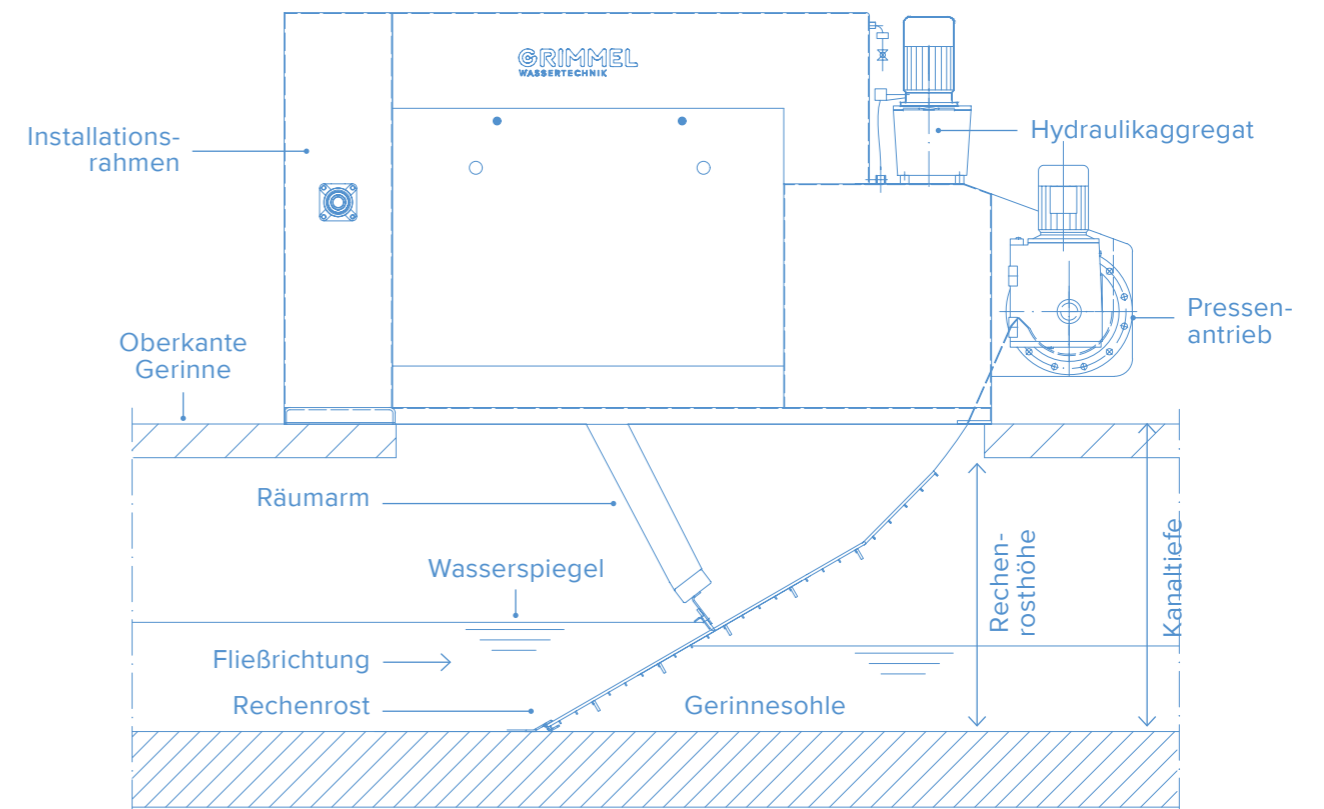 GRIMMEL
WASSERTECHNIK
Installations-
rahmen
Hydraulikaggregat
Pressen-
antrieb
Oberkante
Gerinne
Räumarm
Wasserspiegel
Rechen-
rosthöhe
Kanaltiefe
Fließrichtung
Rechenrost
Gerinnesohle